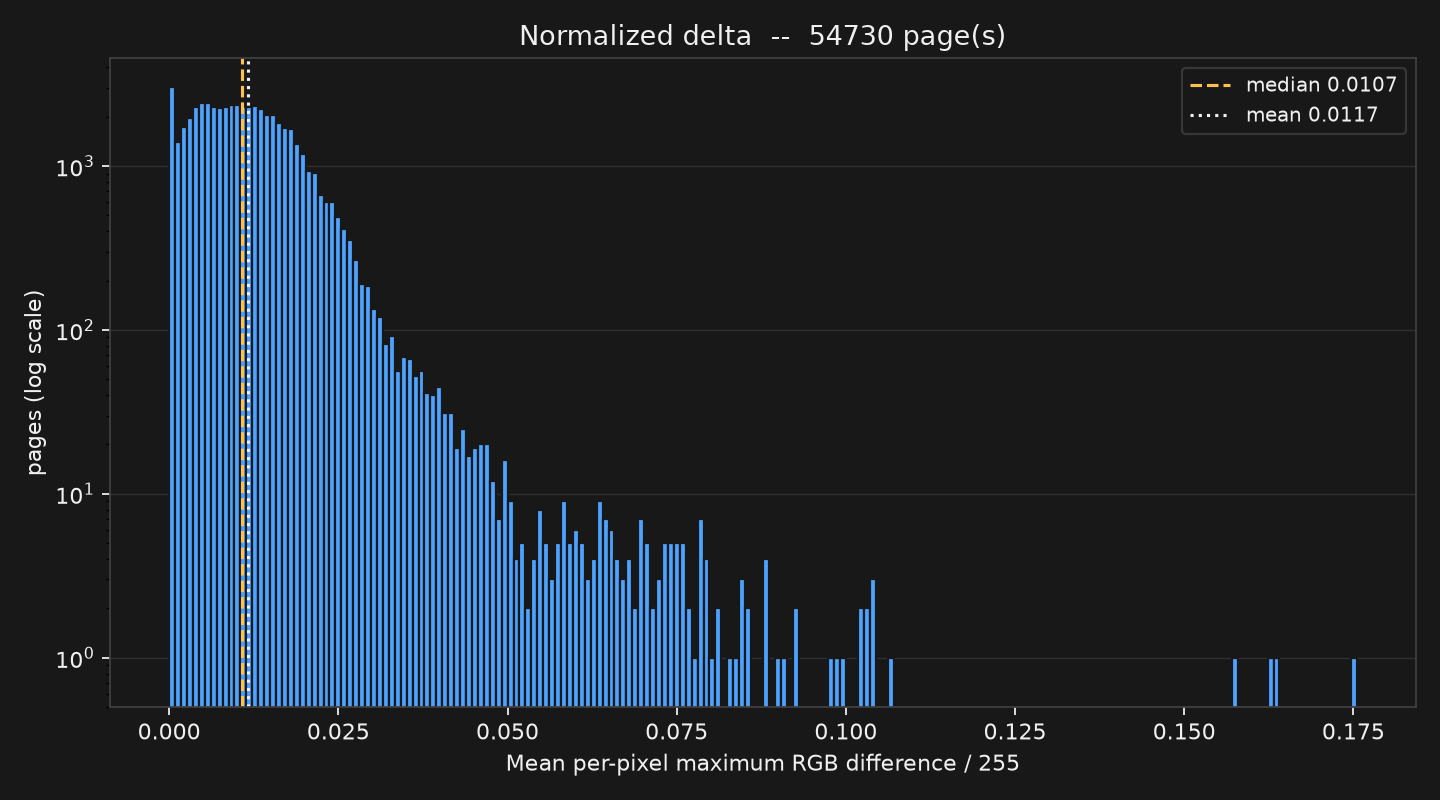 Normalized delta -- 54730 page(s)
median 0.0107
mean 0.0117
pages (log scale)
10³
10²
10¹
10⁰
0.000 0.025 0.050 0.075 0.100 0.125 0.150 0.175
Mean per-pixel maximum RGB difference / 255